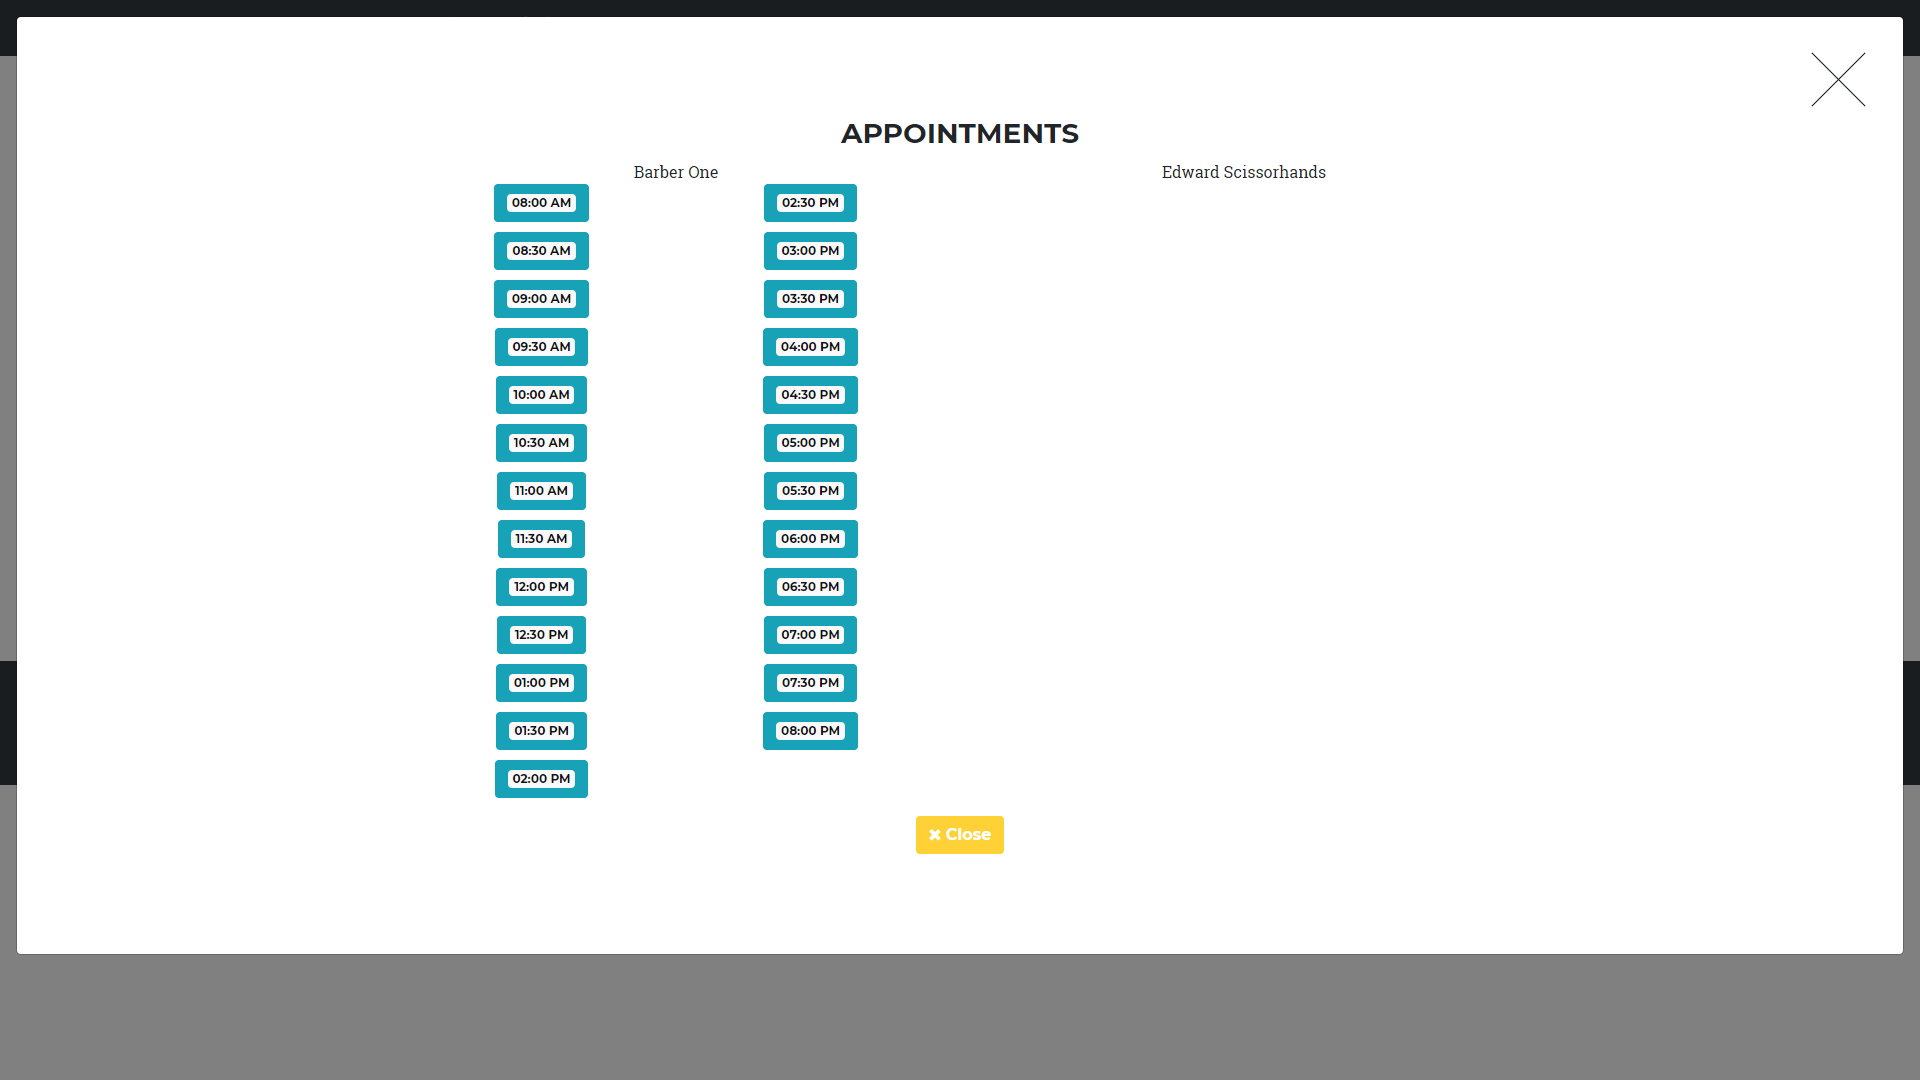 APPOINTMENTS
Barber One
08:00 AM
08:30 AM
09:00 AM
09:30 AM
10:00 AM
10:30 AM
11:00 AM
11:30 AM
12:00 PM
12:30 PM
01:00 PM
01:30 PM
02:00 PM
02:30 PM
03:00 PM
03:30 PM
04:00 PM
04:30 PM
05:00 PM
05:30 PM
06:00 PM
06:30 PM
07:00 PM
07:30 PM
08:00 PM
Edward Scissorhands
✖ Close